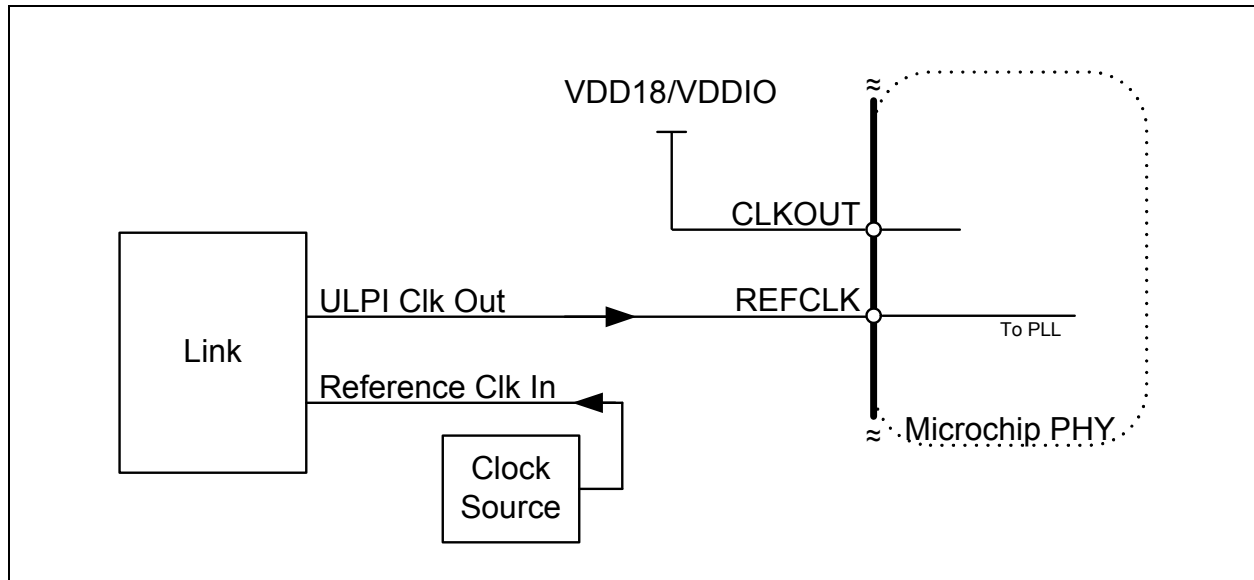 VDD18/VDDIO
CLKOUT
ULPI Clk Out
REFCLK
To PLL
Link
Reference Clk In
Microchip PHY
Clock
Source